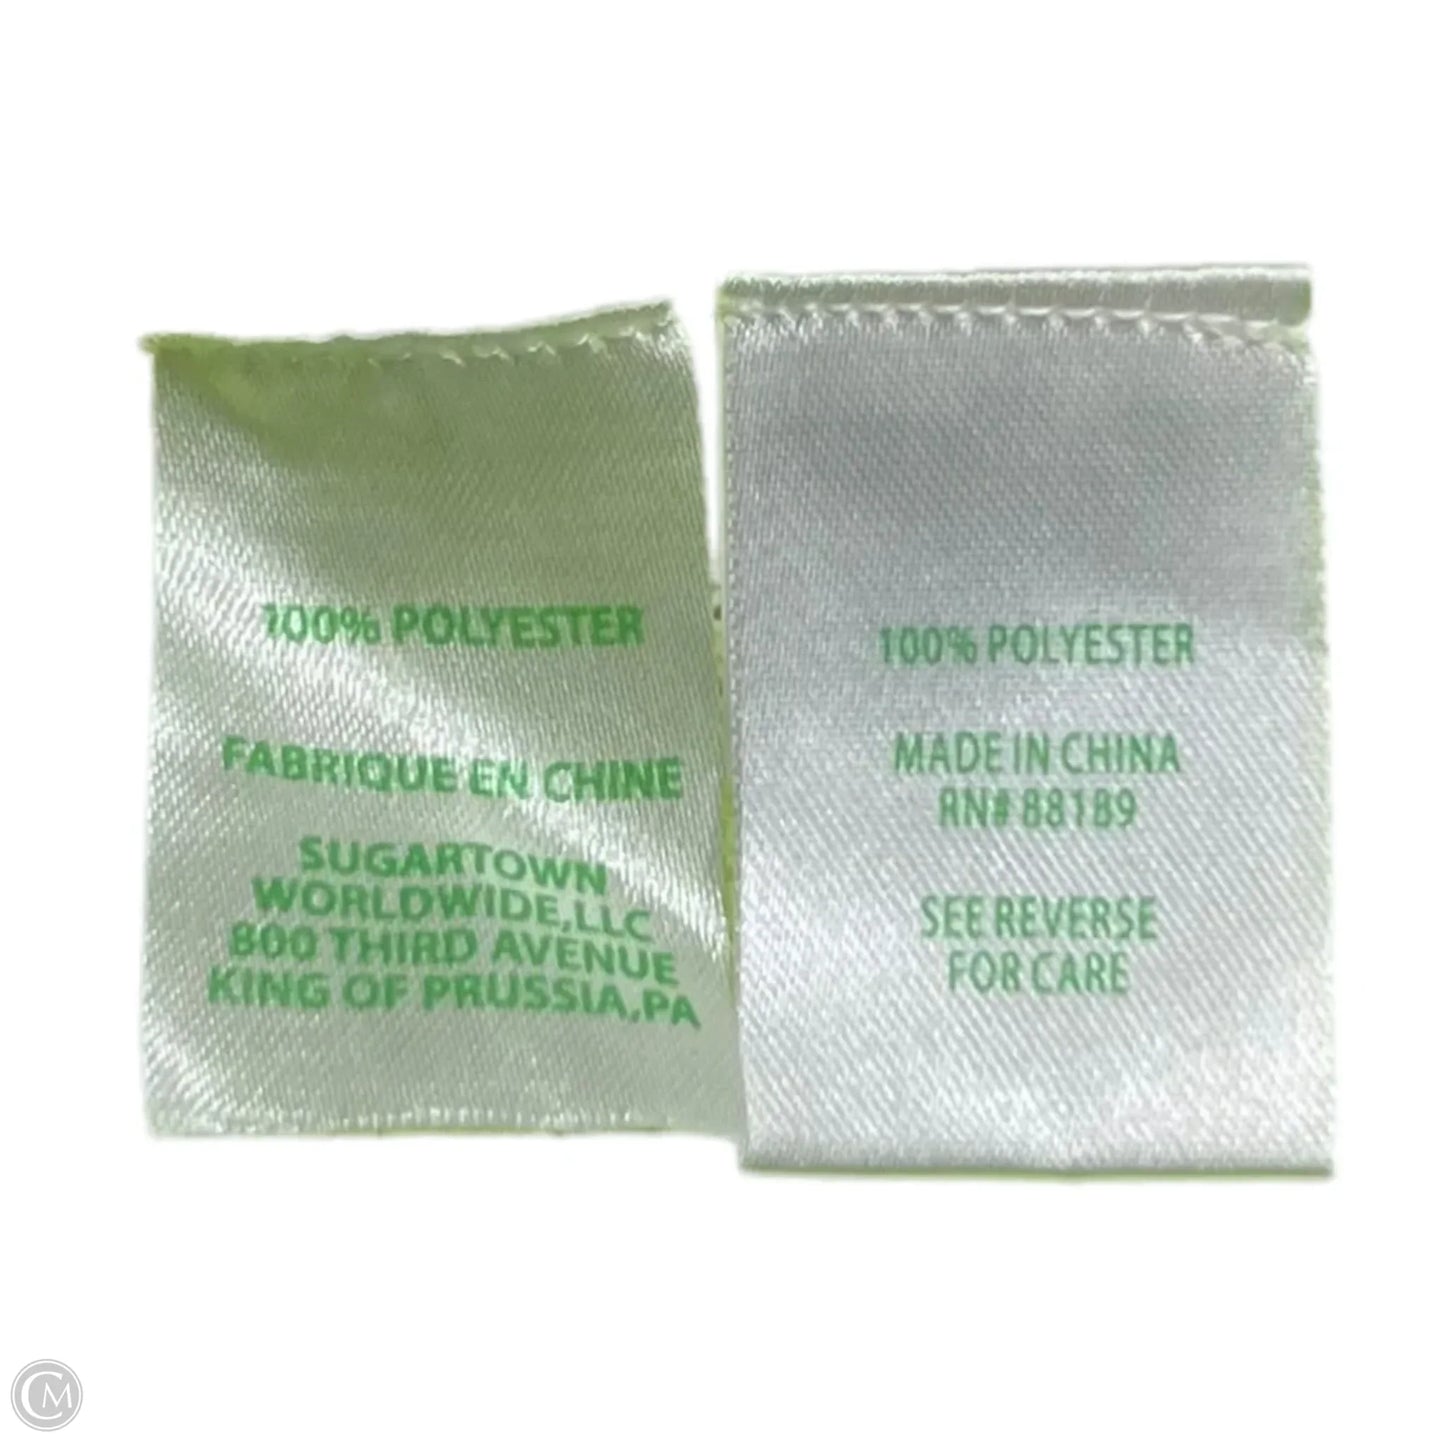 100% POLYESTER
FABRIQUE EN CHINE
SUGARTOWN
WORLDWIDE,LLC
800 THIRD AVENUE
KING OF PRUSSIA,PA
100% POLYESTER
MADE IN CHINA
RN# 88189
SEE REVERSE
FOR CARE
CM